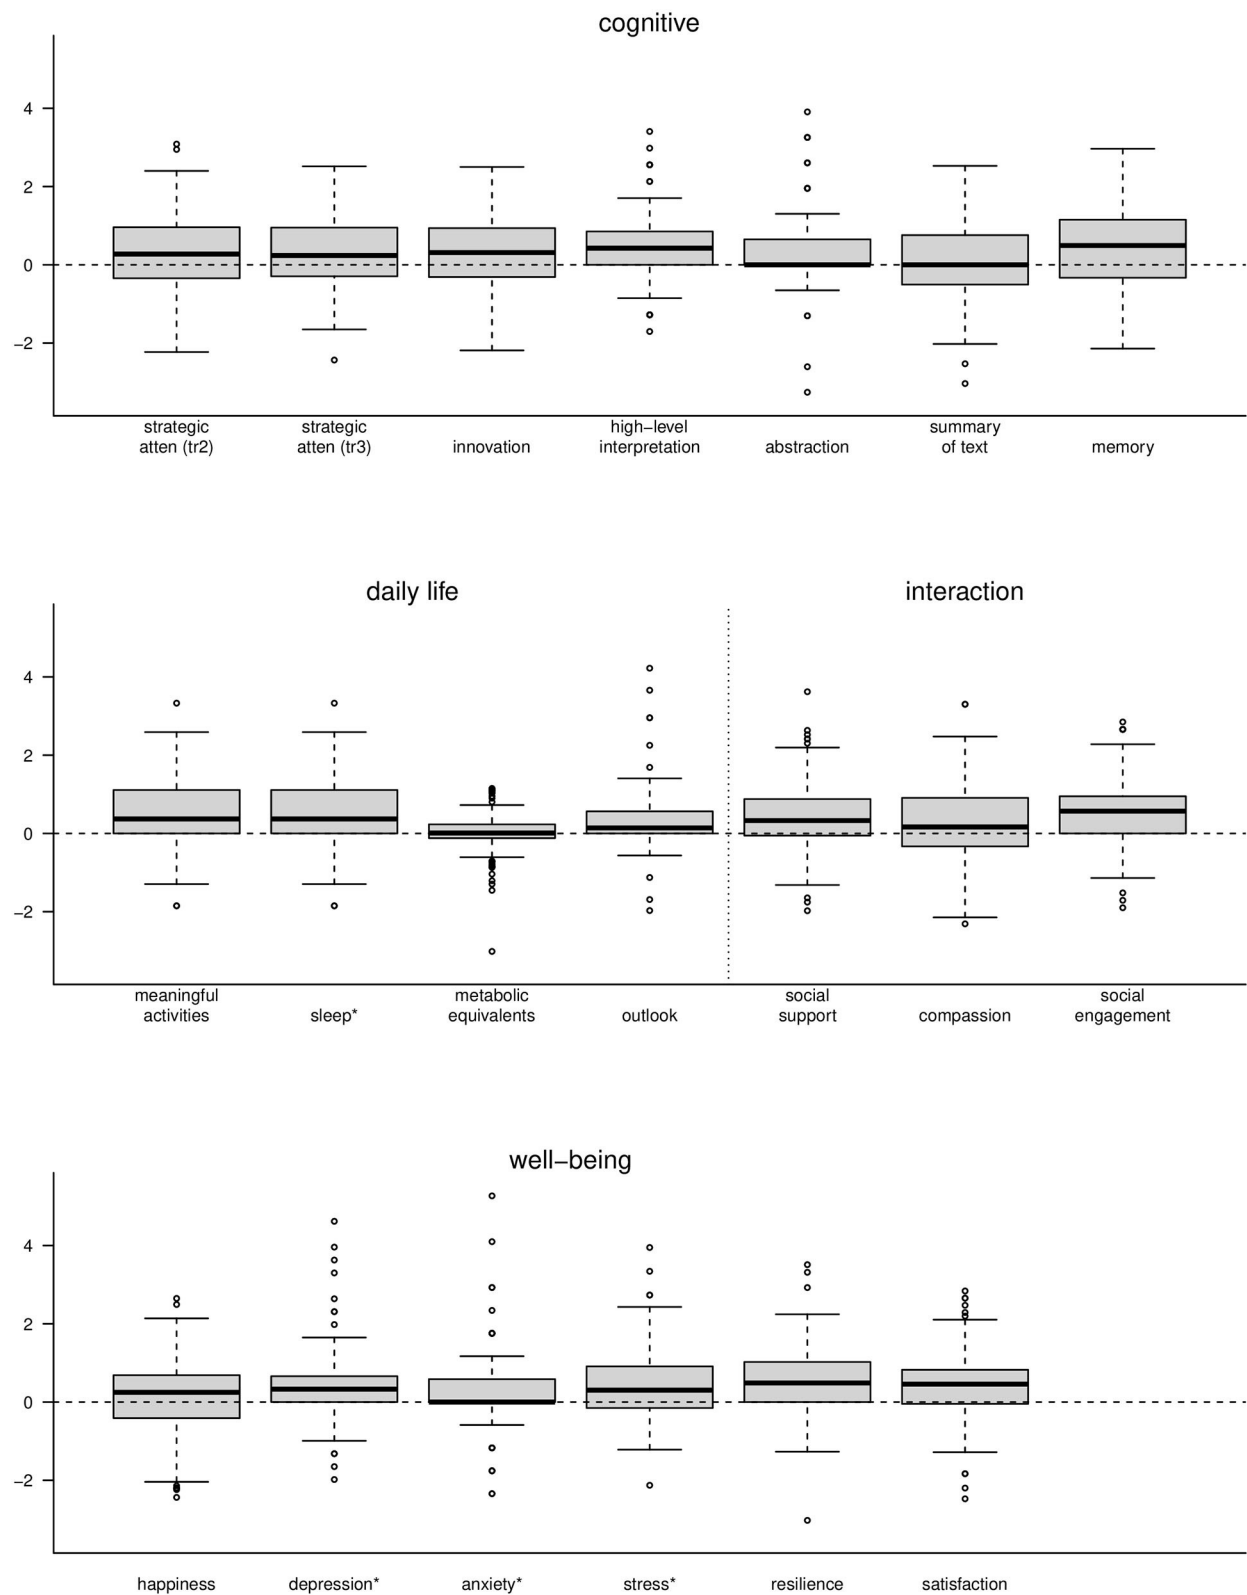 cognitive
4
2
0
−2
strategic atten (tr2)
strategic atten (tr3)
innovation
high−level interpretation
abstraction
summary of text
memory
daily life
interaction
4
2
0
−2
meaningful activities
sleep*
metabolic equivalents
outlook
social support
compassion
social engagement
well−being
4
2
0
−2
happiness
depression*
anxiety*
stress*
resilience
satisfaction